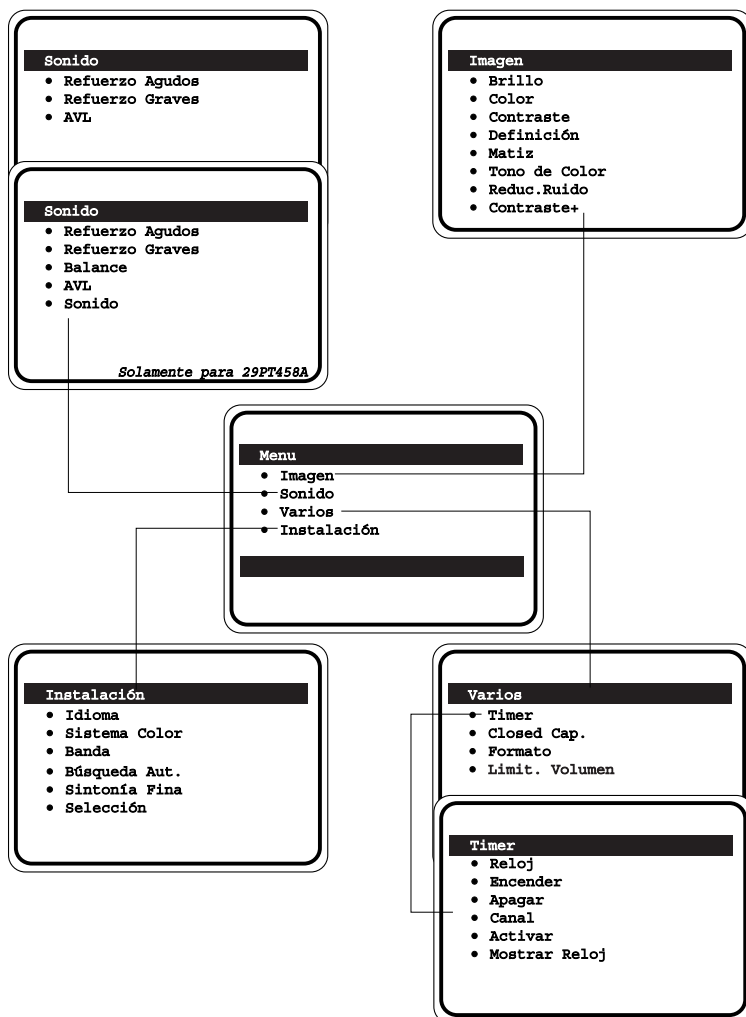 Sonido
• Refuerzo Agudos
• Refuerzo Graves
• AVL
Sonido
• Refuerzo Agudos
• Refuerzo Graves
• Balance
• AVL
• Sonido
Solamente para 29PT458A
Imagen
• Brillo
• Color
• Contraste
• Definición
• Matiz
• Tono de Color
• Reduc.Ruido
• Contraste+
Menu
• Imagen
• Sonido
• Varios
• Instalación
Instalación
• Idioma
• Sistema Color
• Banda
• Búsqueda Aut.
• Sintonía Fina
• Selección
Varios
• Timer
• Closed Cap.
• Formato
• Limit. Volumen
Timer
• Reloj
• Encender
• Apagar
• Canal
• Activar
• Mostrar Reloj